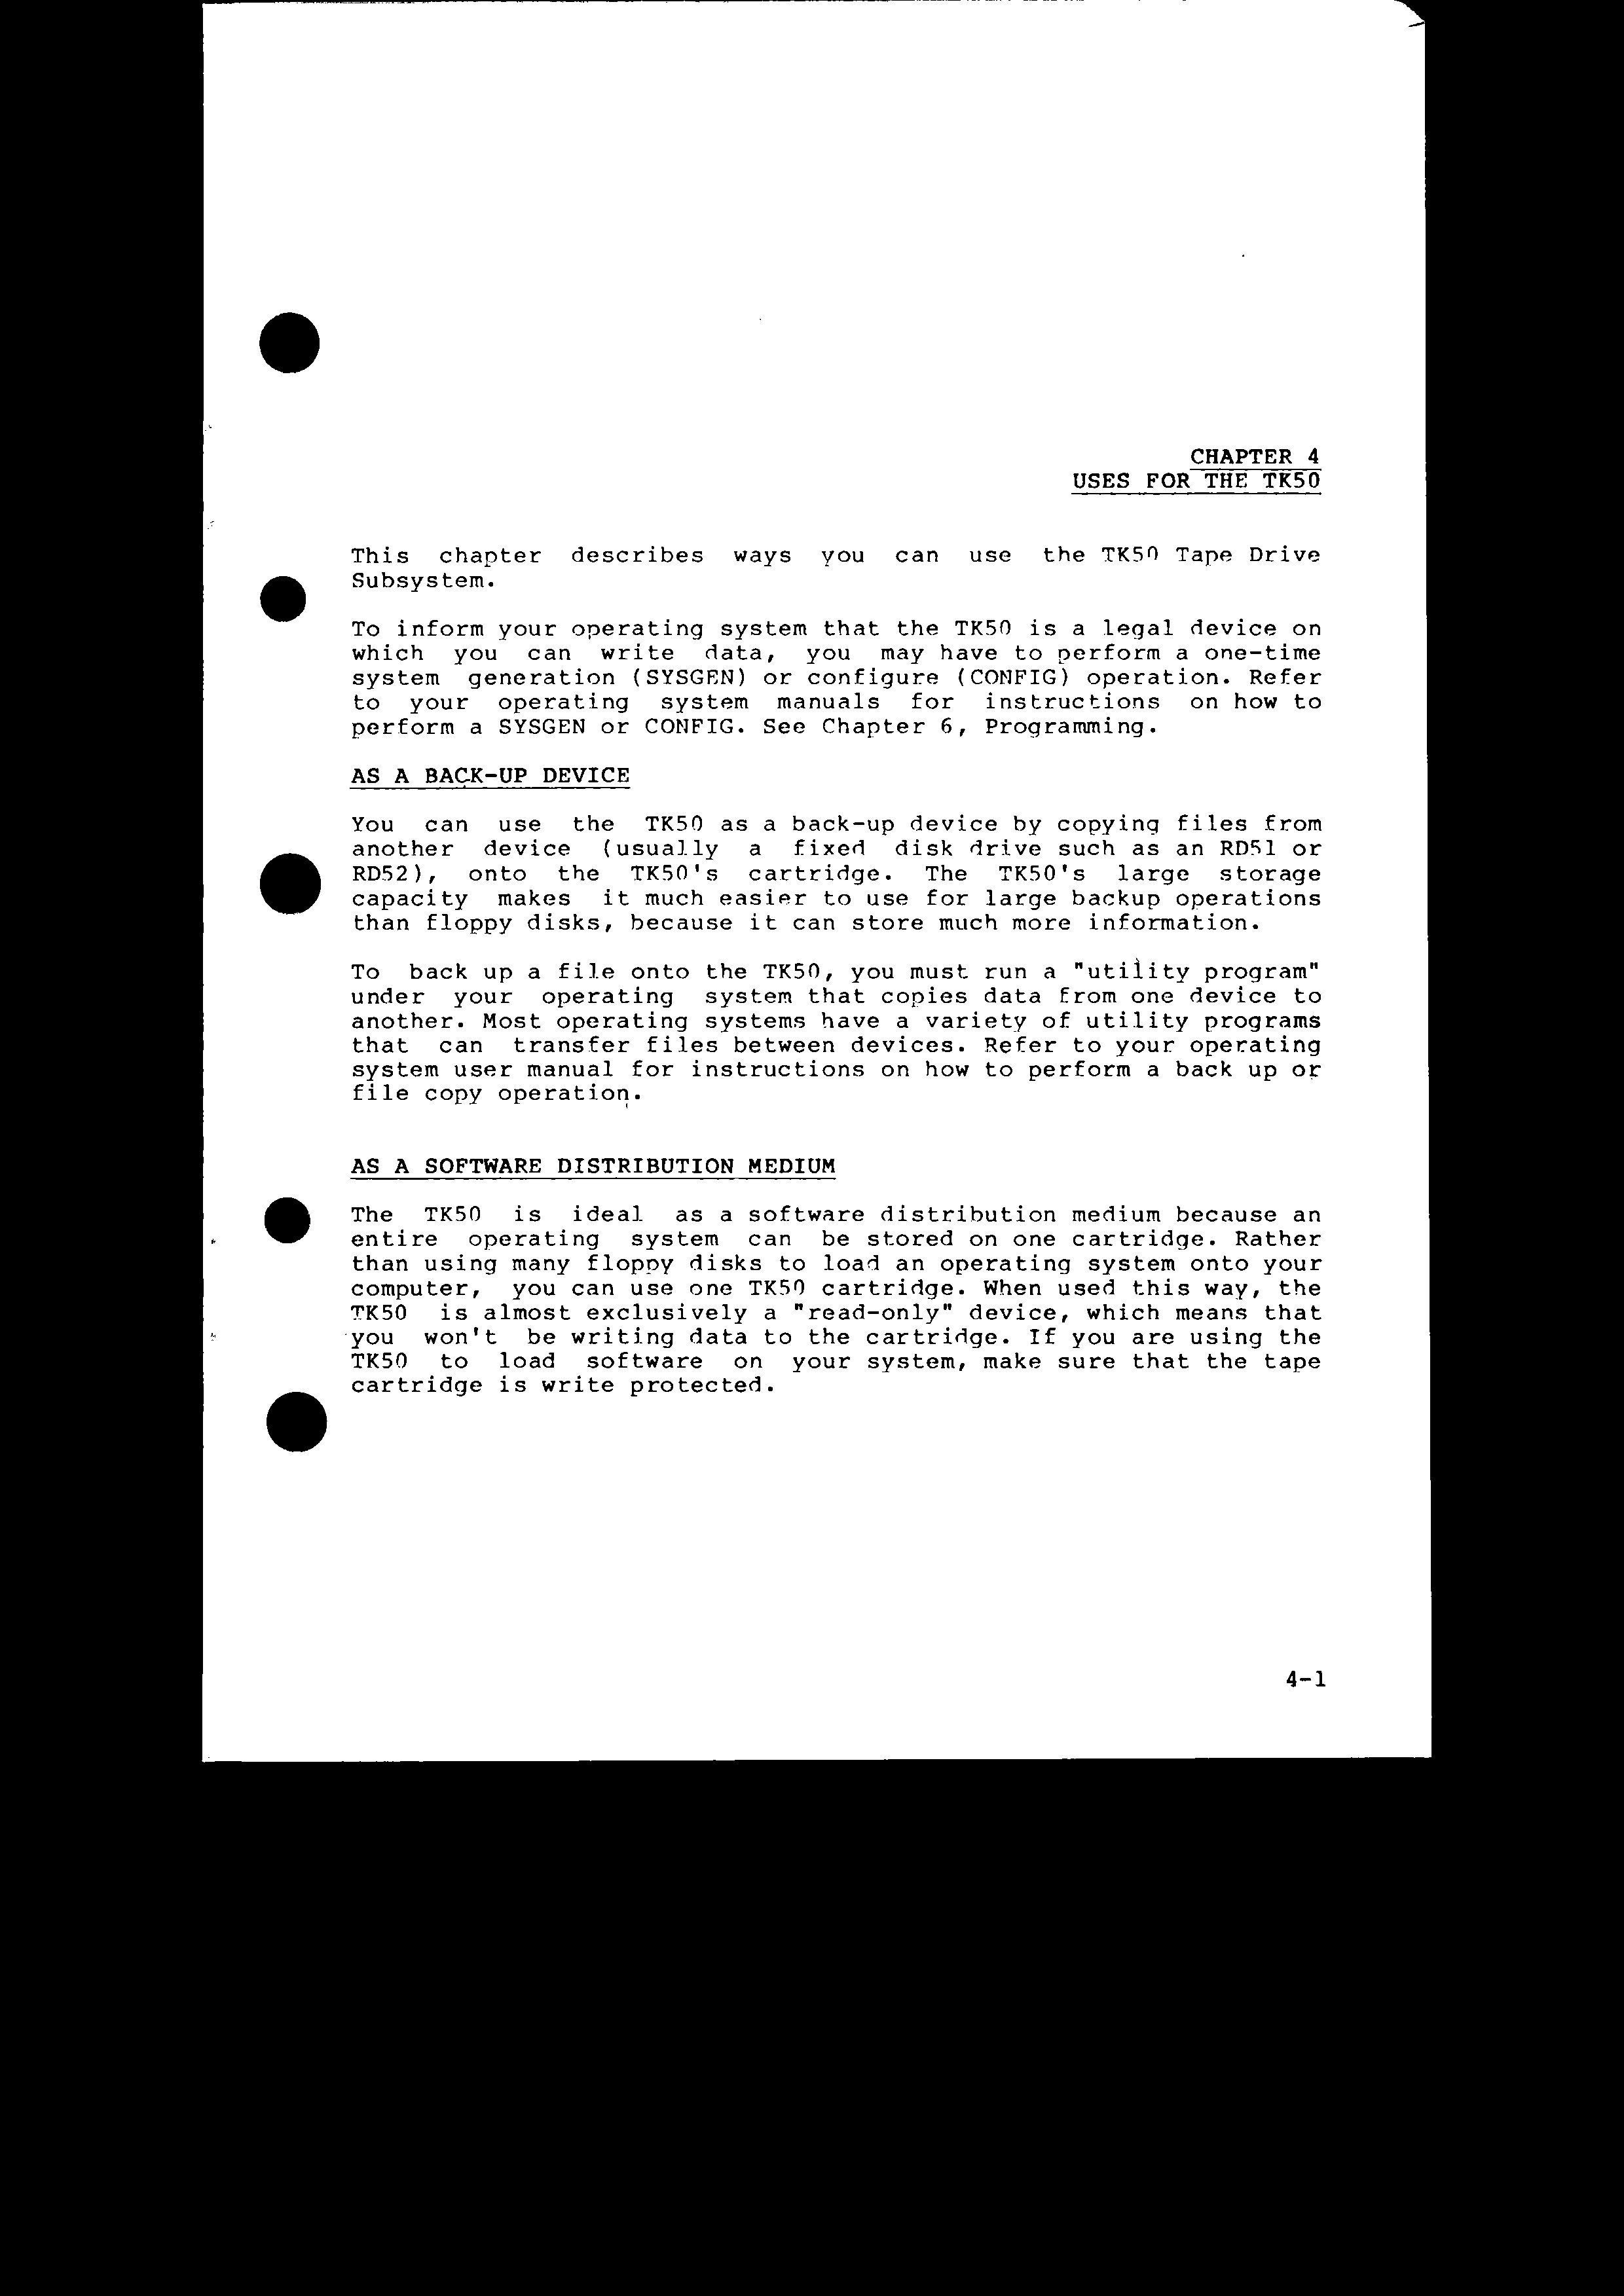 CHAPTER 4
USES FOR THE TK50
This chapter describes ways you can use the TK50 Tape Drive
Subsystem.
To inform your operating system that the TK50 is a legal device on
which you can write data, you may have to perform a one-time
system generation (SYSGEN) or configure (CONFIG) operation. Refer
to your operating system manuals for instructions on how to
perform a SYSGEN or CONFIG. See Chapter 6, Programming.
AS A BACK-UP DEVICE
You can use the TK50 as a back-up device by copying files from
another device (usually a fixed disk drive such as an RD51 or
RD52), onto the TK50's cartridge. The TK50's large storage
capacity makes it much easier to use for large backup operations
than floppy disks, because it can store much more information.
To back up a file onto the TK50, you must run a "utility program"
under your operating system that copies data from one device to
another. Most operating systems have a variety of utility programs
that can transfer files between devices. Refer to your operating
system user manual for instructions on how to perform a back up or
file copy operation.
AS A SOFTWARE DISTRIBUTION MEDIUM
The TK50 is ideal as a software distribution medium because an
entire operating system can be stored on one cartridge. Rather
than using many floppy disks to load an operating system onto your
computer, you can use one TK50 cartridge. When used this way, the
TK50 is almost exclusively a "read-only" device, which means that
you won't be writing data to the cartridge. If you are using the
TK50 to load software on your system, make sure that the tape
cartridge is write protected.
4-1